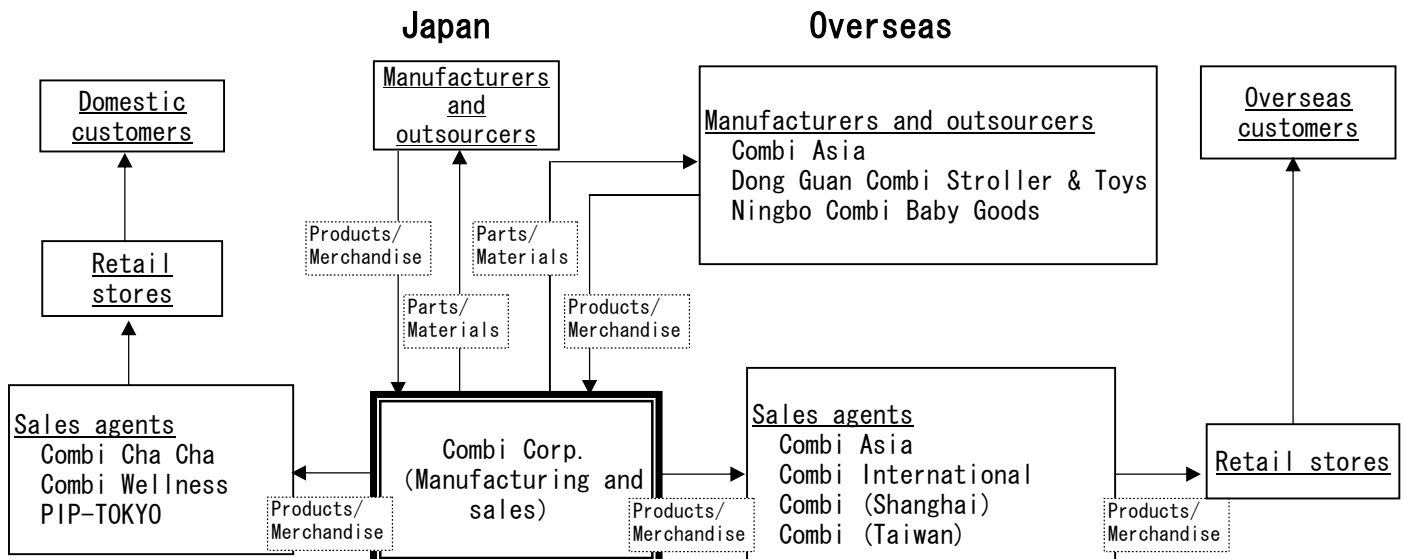 Japan
Overseas
Domestic
customers
Manufacturers
and
outsourcers
Manufacturers and outsourcers
Combi Asia
Dong Guan Combi Stroller & Toys
Ningbo Combi Baby Goods
Overseas
customers
Retail
stores
Products/
Merchandise
Parts/
Materials
Parts/
Materials
Products/
Merchandise
Sales agents
Combi Cha Cha
Combi Wellness
PIP-TOKYO
Products/
Merchandise
Combi Corp.
(Manufacturing and
sales)
Products/
Merchandise
Sales agents
Combi Asia
Combi International
Combi (Shanghai)
Combi (Taiwan)
Products/
Merchandise
Retail stores